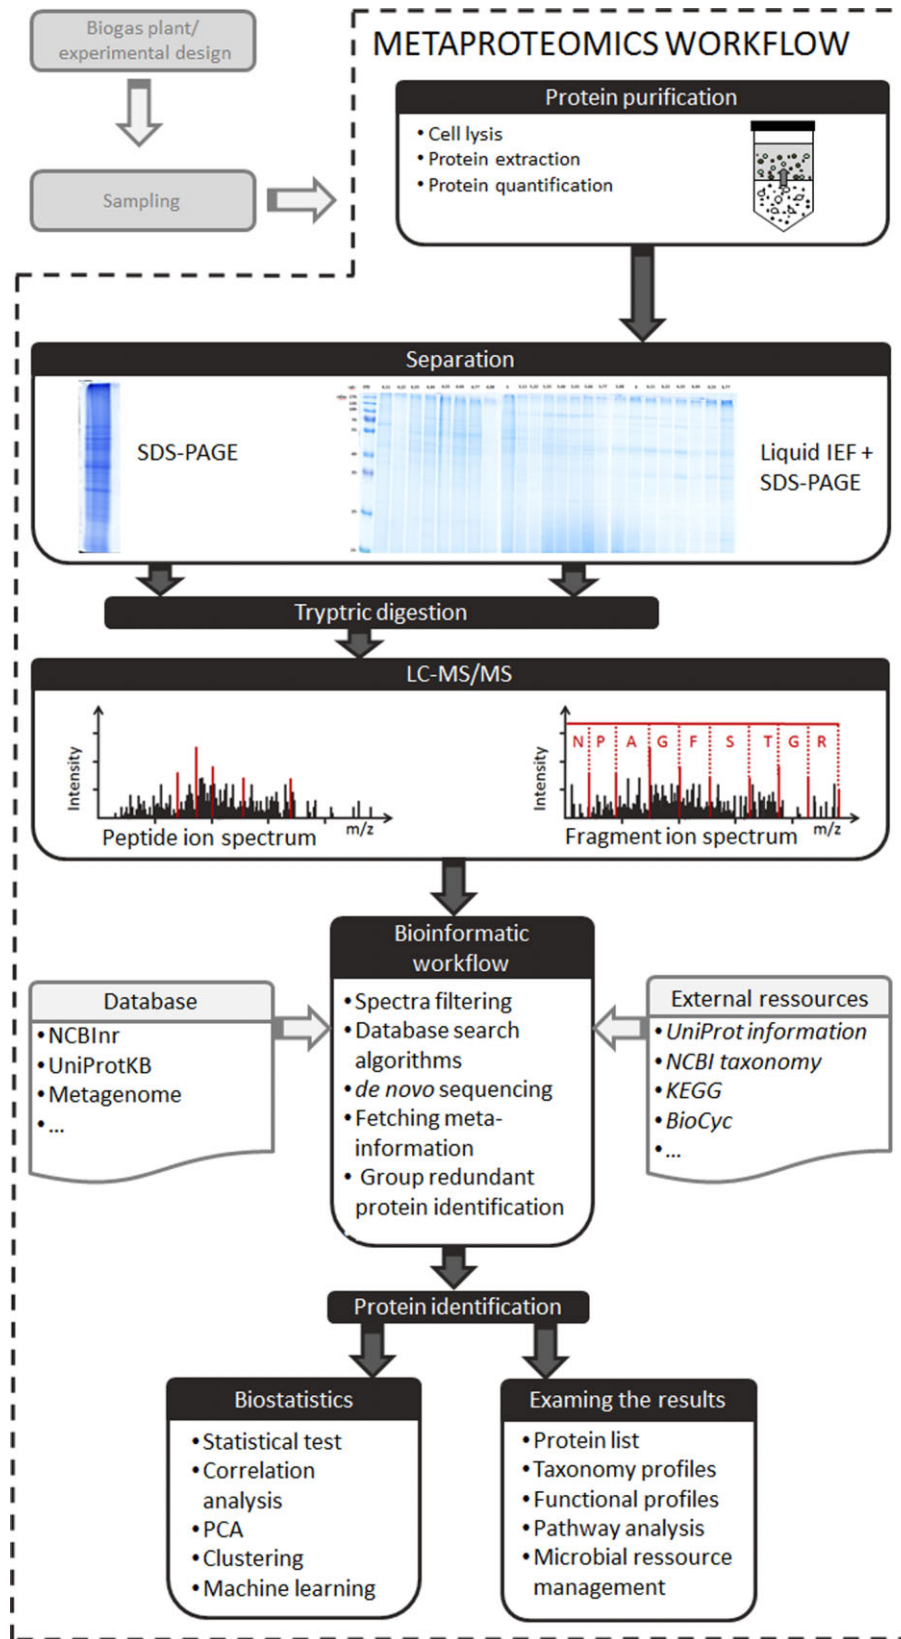 Biogas plant/
experimental design
Sampling
METAPROTEOMICS WORKFLOW
Protein purification
• Cell lysis
• Protein extraction
• Protein quantification
Separation
SDS-PAGE
Liquid IEF +
SDS-PAGE
Tryptric digestion
LC-MS/MS
Intensity
m/z
Peptide ion spectrum
Intensity
N P A G F S T G R
m/z
Fragment ion spectrum
Bioinformatic
workflow
• Spectra filtering
• Database search
algorithms
• de novo sequencing
• Fetching meta-
information
• Group redundant
protein identification
Database
• NCBInr
• UniProtKB
• Metagenome
• ...
External ressources
• UniProt information
• NCBI taxonomy
• KEGG
• BioCyc
• ...
Protein identification
Biostatistics
• Statistical test
• Correlation
analysis
• PCA
• Clustering
• Machine learning
Examing the results
• Protein list
• Taxonomy profiles
• Functional profiles
• Pathway analysis
• Microbial ressource
management